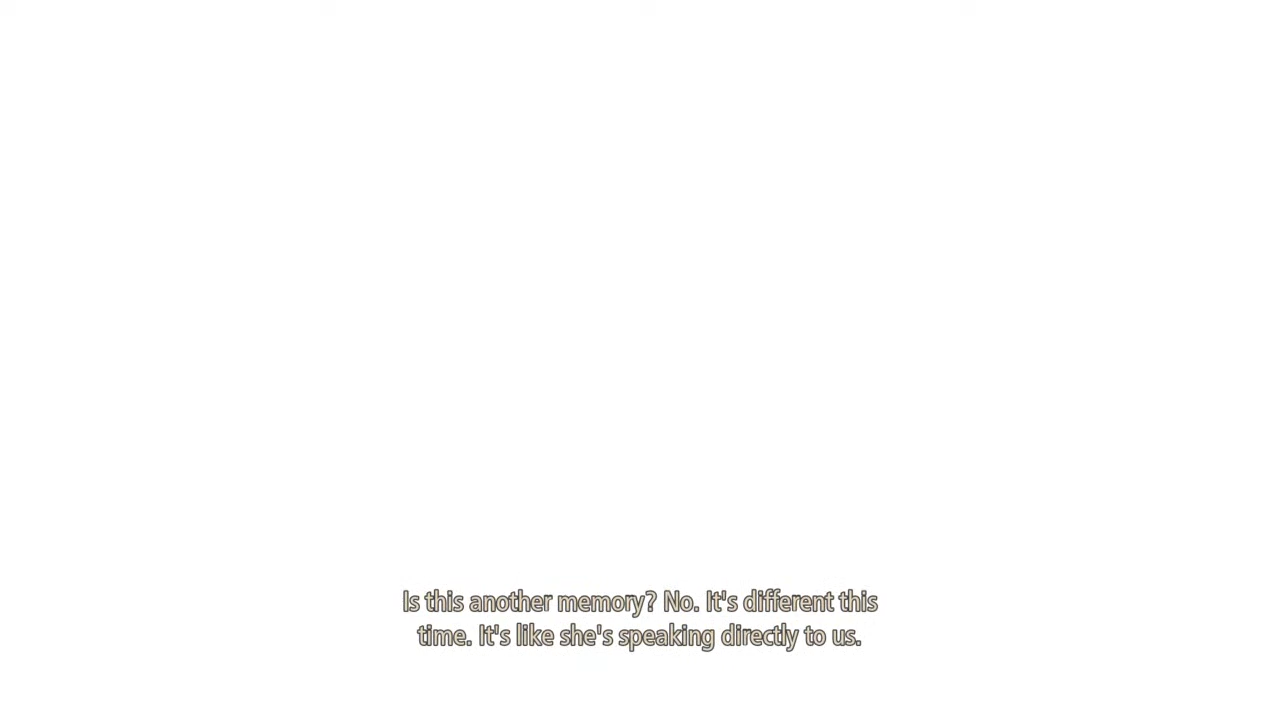 Is this another memory? No. It's different this
time. It's like she's speaking directly to us.